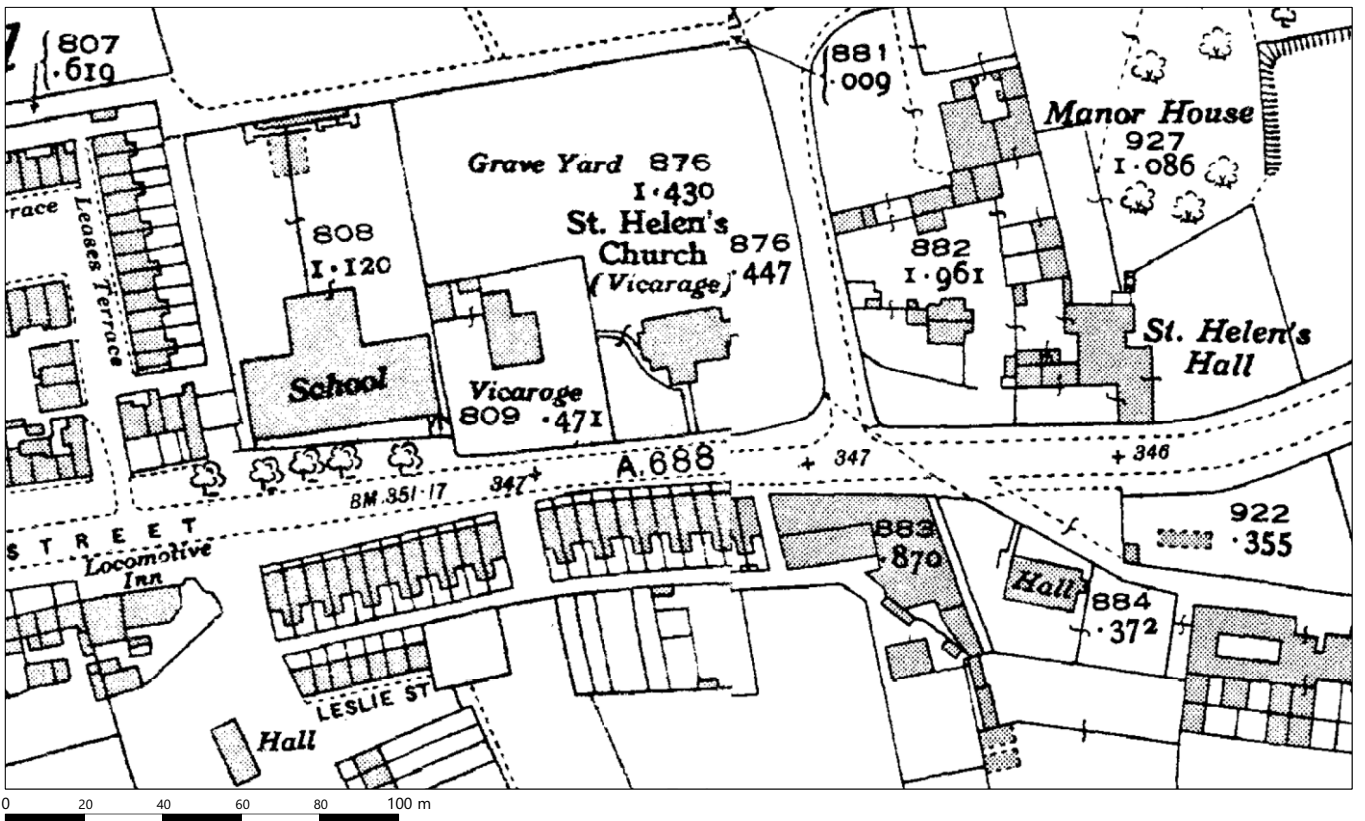 807
·619
881
·009
Manor House
927
1·086
Grave Yard 876
1·430
St. Helen's
Church
(Vicarage)
876
·447
808
1·120
882
1·961
race
Leases Terrace
St. Helen's
Hall
School
Vicarage
809 ·471
A.688
347
346
BM.351·17
347
STREET
Locomotive
Inn
883
·870
922
·355
Hall
884
·372
LESLIE ST
Hall
0 20 40 60 80 100 m